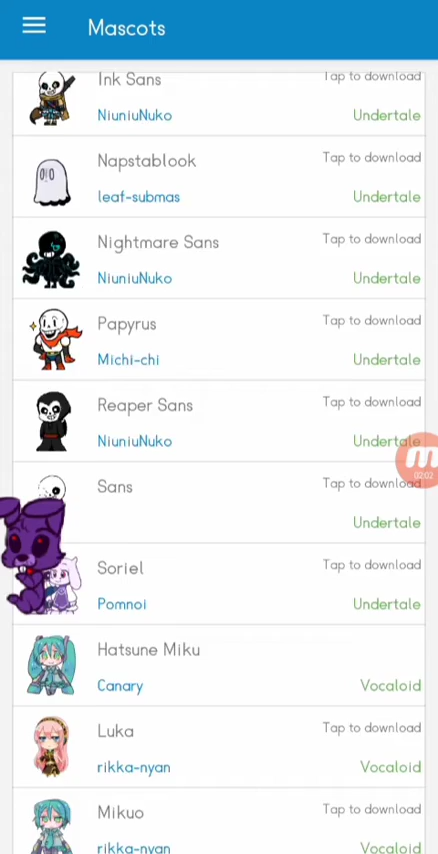 Mascots
Ink Sans Tap to download
NiuniuNuko Undertale
Napstablook Tap to download
leaf-submas Undertale
Nightmare Sans Tap to download
NiuniuNuko Undertale
Papyrus Tap to download
Michi-chi Undertale
Reaper Sans Tap to download
NiuniuNuko Undertale
02:02
Sans Tap to download
Undertale
Soriel Tap to download
Pomnoi Undertale
Hatsune Miku
Canary Vocaloid
Luka Tap to download
rikka-nyan Vocaloid
Mikuo Tap to download
rikka-nyan Vocaloid